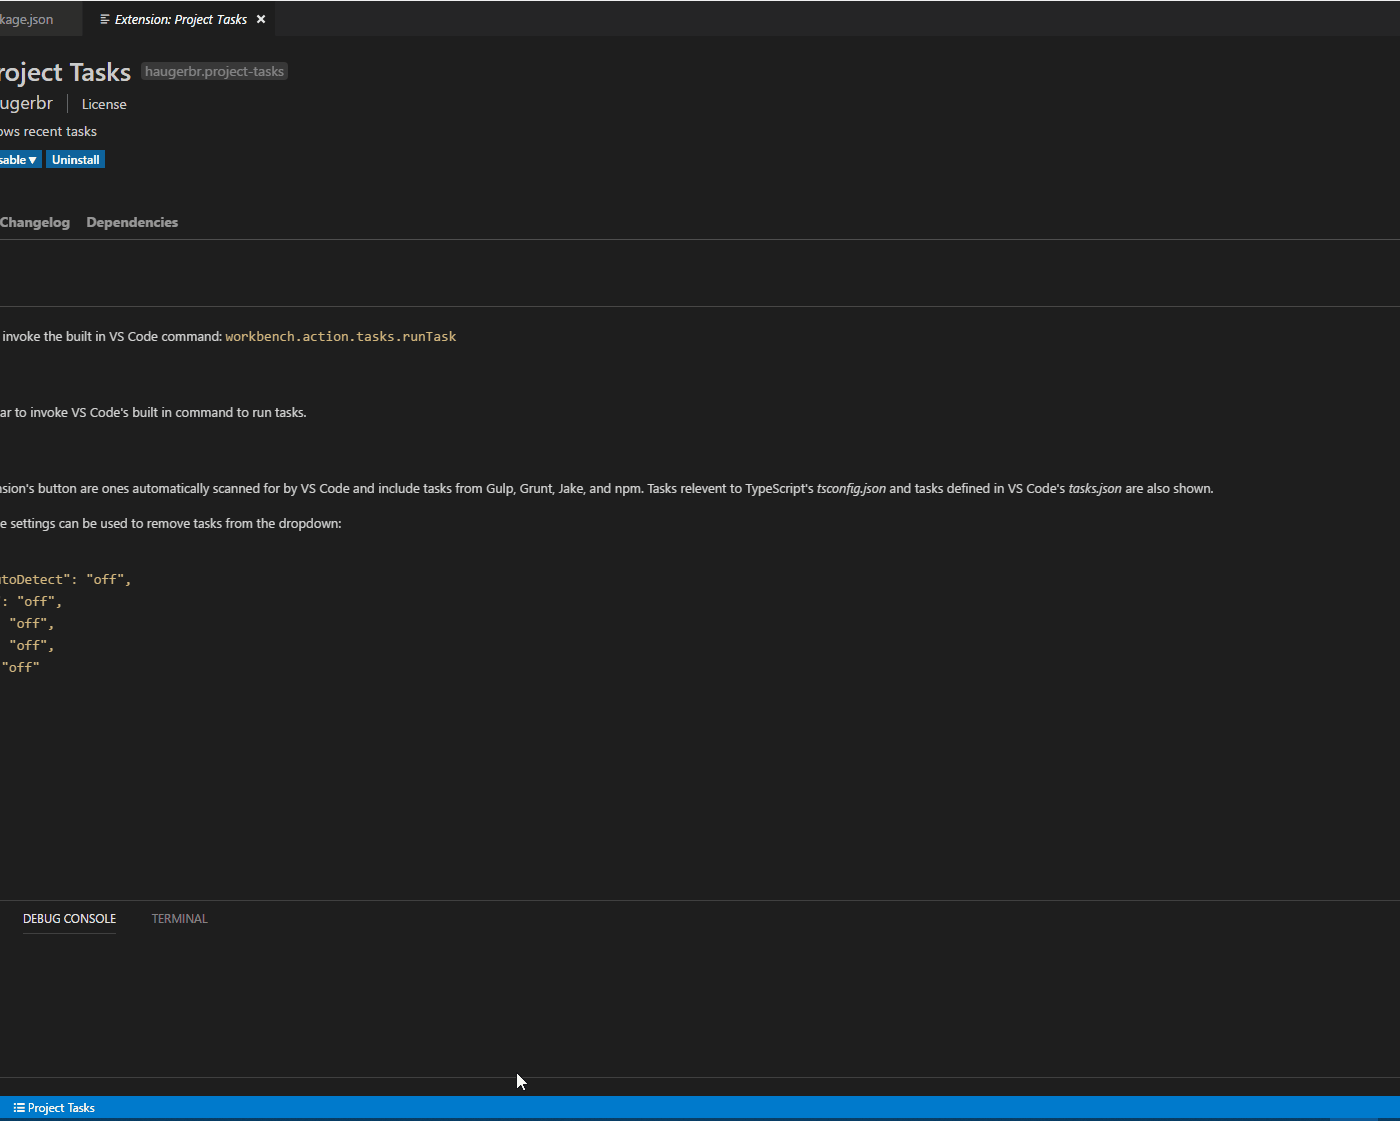 kage.json Extension: Project Tasks
roject Tasks haugerbr.project-tasks
ugerbr License
ows recent tasks
sable Uninstall
Changelog Dependencies
invoke the built in VS Code command: workbench.action.tasks.runTask
ar to invoke VS Code's built in command to run tasks.
nsion's button are ones automatically scanned for by VS Code and include tasks from Gulp, Grunt, Jake, and npm. Tasks relevent to TypeScript's tsconfig.json and tasks defined in VS Code's tasks.json are also shown.
e settings can be used to remove tasks from the dropdown:
utoDetect": "off",
: "off",
"off",
"off",
"off"
DEBUG CONSOLE TERMINAL
Project Tasks